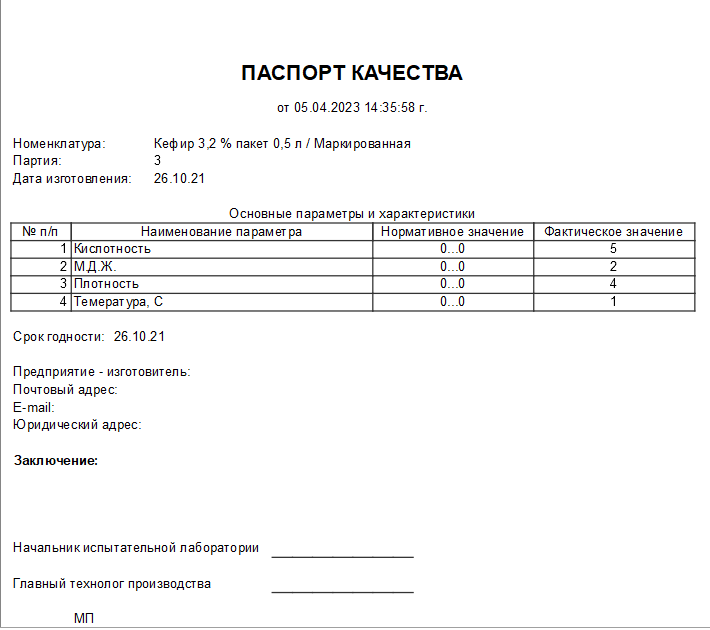 ПАСПОРТ КАЧЕСТВА
от 05.04.2023 14:35:58 г.
Номенклатура: Кефир 3,2 % пакет 0,5 л / Маркированная
Партия: 3
Дата изготовления: 26.10.21
Основные параметры и характеристики
№ п/п Наименование параметра Нормативное значение Фактическое значение
1 Кислотность 0...0 5
2 М.Д.Ж. 0...0 2
3 Плотность 0...0 4
4 Темература, С 0...0 1
Срок годности: 26.10.21
Предприятие - изготовитель:
Почтовый адрес:
E-mail:
Юридический адрес:
Заключение:
Начальник испытательной лаборатории
Главный технолог производства
МП